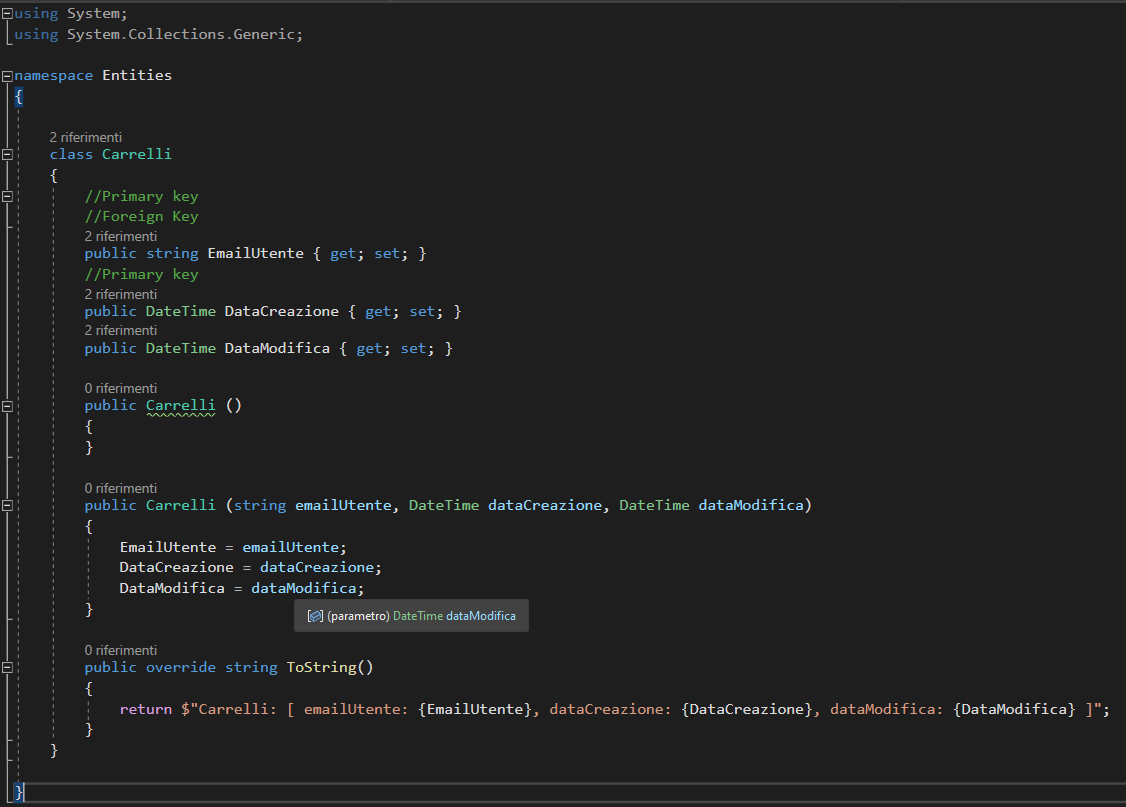 using System;
using System.Collections.Generic;
namespace Entities
{
2 riferimenti
class Carrelli
{
//Primary key
//Foreign Key
2 riferimenti
public string EmailUtente { get; set; }
//Primary key
2 riferimenti
public DateTime DataCreazione { get; set; }
2 riferimenti
public DateTime DataModifica { get; set; }
0 riferimenti
public Carrelli ()
{
}
0 riferimenti
public Carrelli (string emailUtente, DateTime dataCreazione, DateTime dataModifica)
{
EmailUtente = emailUtente;
DataCreazione = dataCreazione;
DataModifica = dataModifica;
}
(parametro) DateTime dataModifica
0 riferimenti
public override string ToString()
{
return $"Carrelli: [ emailUtente: {EmailUtente}, dataCreazione: {DataCreazione}, dataModifica: {DataModifica} ]";
}
}
}